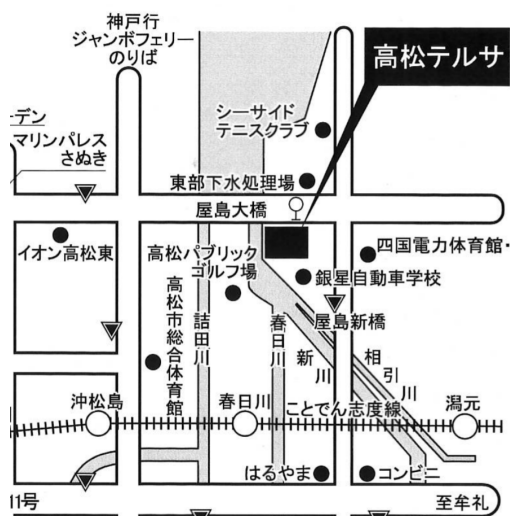 神戸行
ジャンボフェリー
のりば
高松テルサ
シーサイド
テニスクラブ
ーデン
マリンパレス
さぬき
東部下水処理場
屋島大橋
イオン高松東
高松パブリック
ゴルフ場
四国電力体育館・
銀星自動車学校
高松市総合体育館
詰田川
春日川
屋島新橋
新川
相引川
沖松島
春日川
ことでん志度線
潟元
はるやま
コンビニ
11号
至牟礼